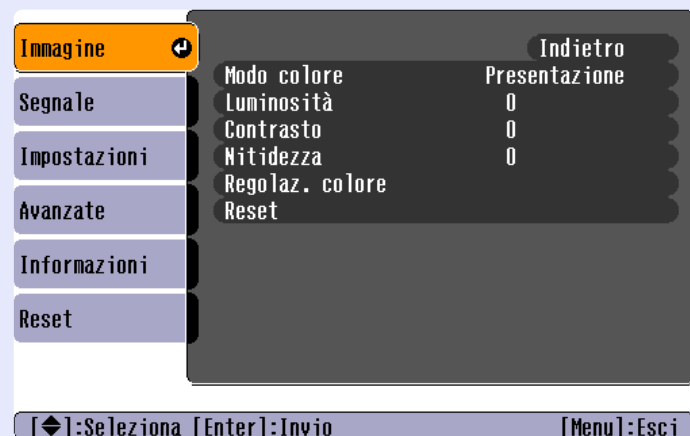 Immagine
Segnale
Impostazioni
Avanzate
Informazioni
Reset
Indietro
Modo colore Presentazione
Luminosità 0
Contrasto 0
Nitidezza 0
Regolaz. colore
Reset
[◆]:Seleziona [Enter]:Invio [Menu]:Esci